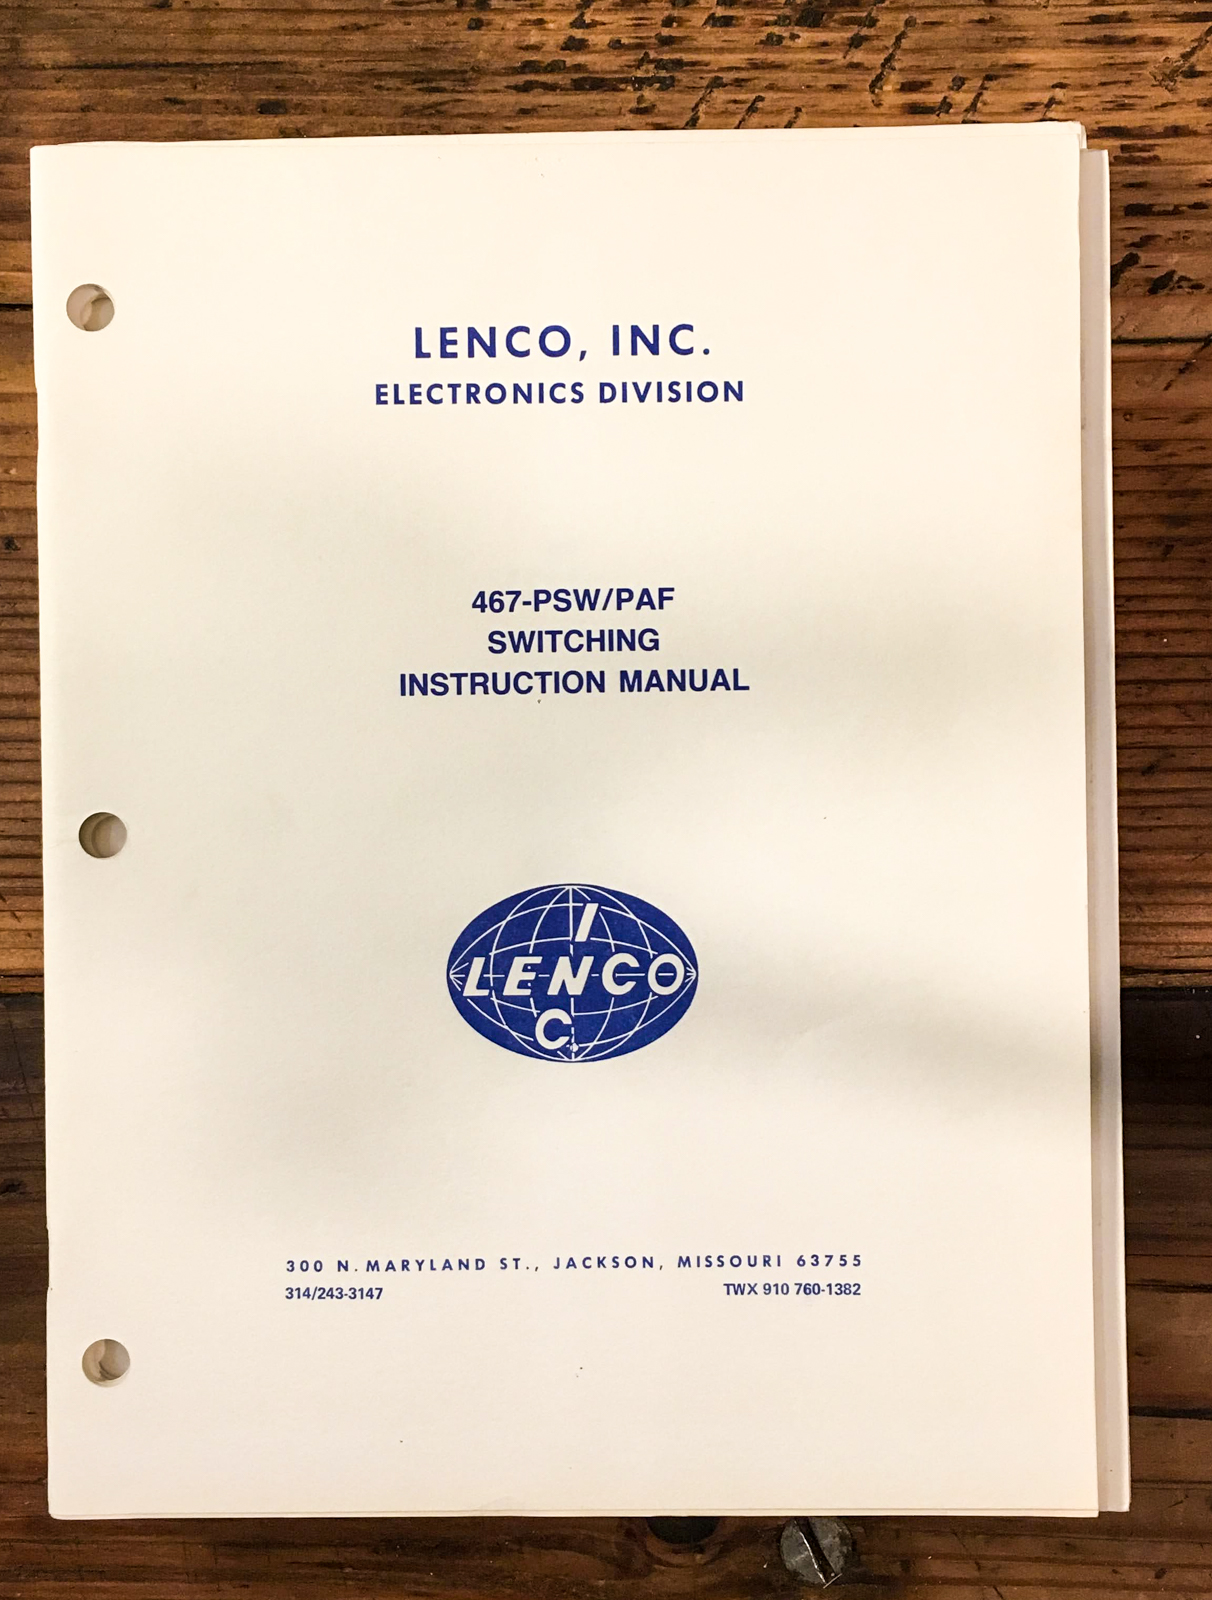 LENCO, INC.
ELECTRONICS DIVISION
467-PSW/PAF
SWITCHING
INSTRUCTION MANUAL
I
LENCO
C.
300 N. MARYLAND ST., JACKSON, MISSOURI 63755
314/243-3147 TWX 910 760-1382